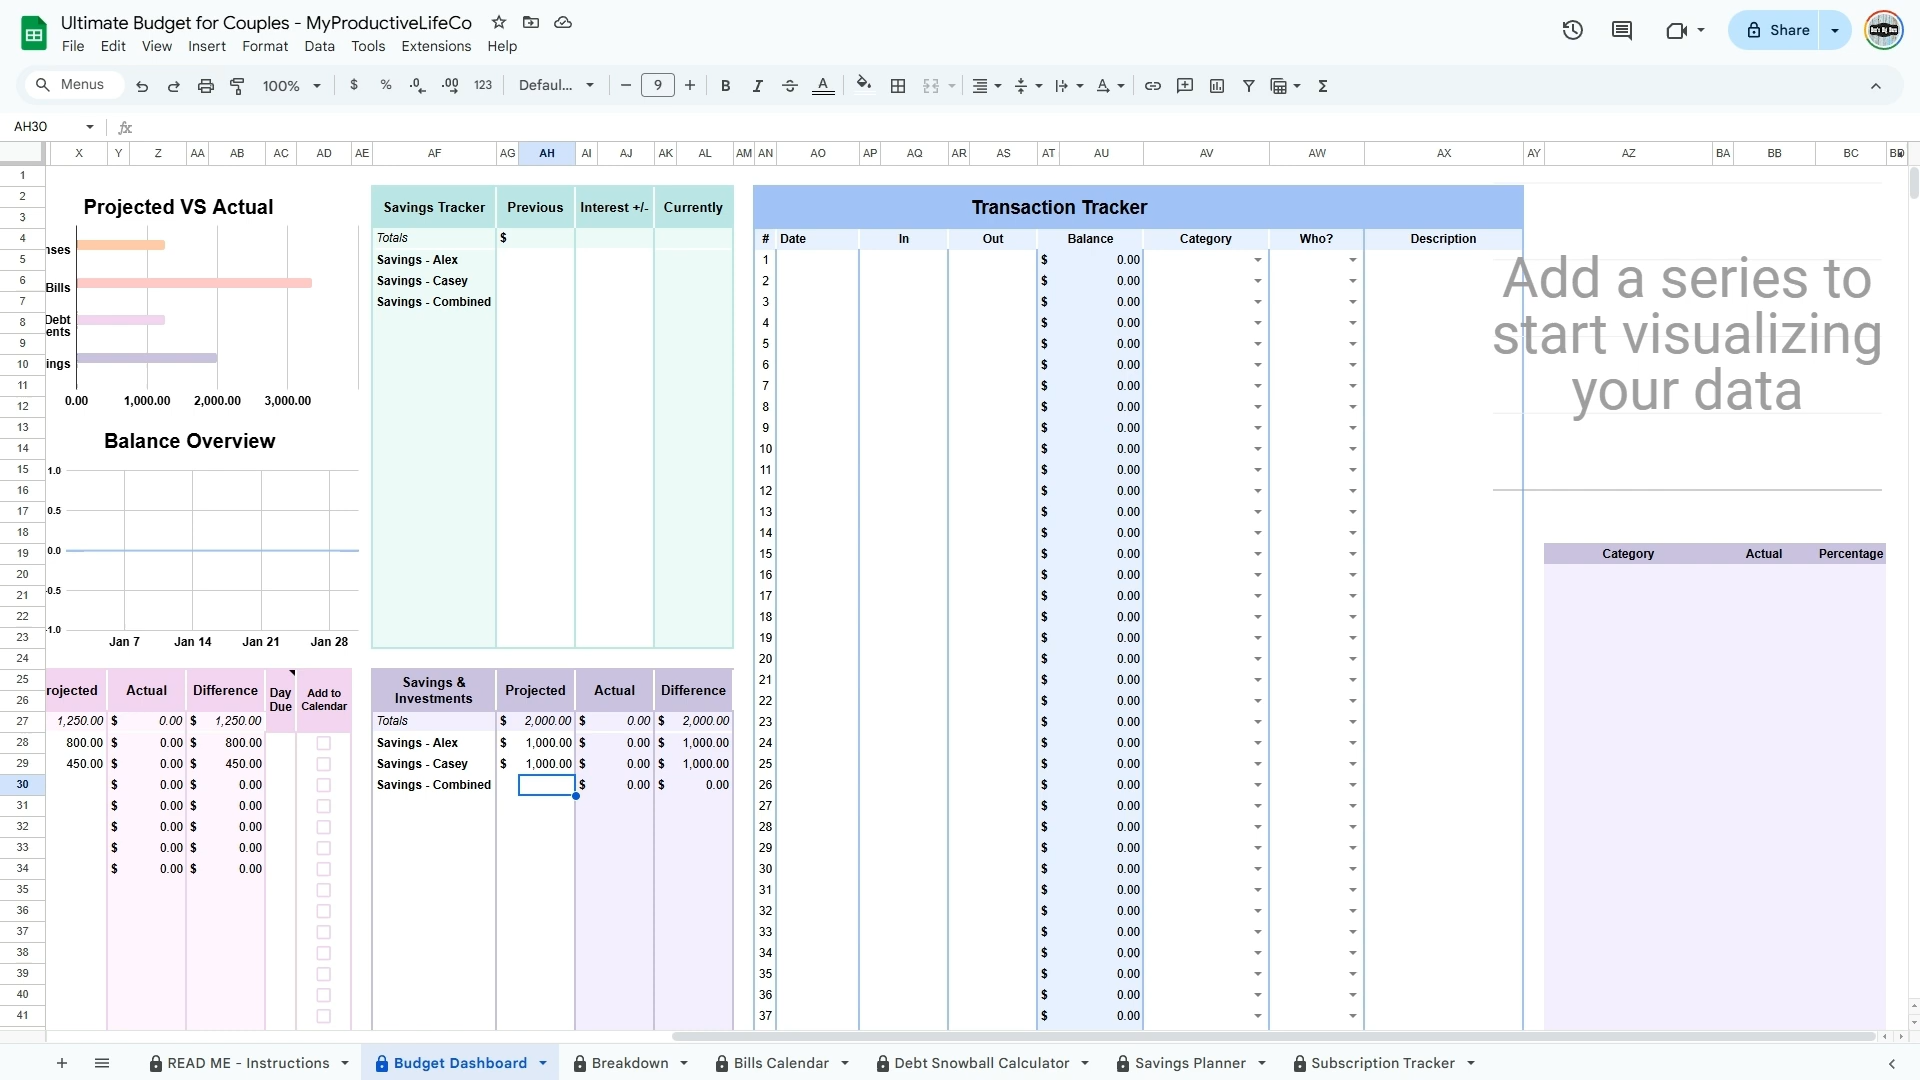 Ultimate Budget for Couples - MyProductiveLifeCo
File Edit View Insert Format Data Tools Extensions Help
Share
Menus 100% $ % .0 .00 123 Defaul... − 9 + B I A Σ
AH30 fx
X Y Z AA AB AC AD AE AF AG AH AI AJ AK AL AM AN AO AP AQ AR AS AT AU AV AW AX AY AZ BA BB BC
1
2
3
4
5
6
7
8
9
10
11
12
13
14
15
16
17
18
19
20
21
22
23
24
25
26
27
28
29
30
31
32
33
34
35
36
37
38
39
40
41
Projected VS Actual
nses
Bills
Debt
ents
ings
0.00 1,000.00 2,000.00 3,000.00
Balance Overview
1.0
0.5
0.0
-0.5
-1.0
Jan 7 Jan 14 Jan 21 Jan 28
rojected Actual Difference Day Due Add to Calendar
1,250.00 $ 0.00 $ 1,250.00
800.00 $ 0.00 $ 800.00
450.00 $ 0.00 $ 450.00
$ 0.00 $ 0.00
$ 0.00 $ 0.00
$ 0.00 $ 0.00
$ 0.00 $ 0.00
$ 0.00 $ 0.00
Savings Tracker Previous Interest +/- Currently
Totals $
Savings - Alex
Savings - Casey
Savings - Combined
Savings &
Investments Projected Actual Difference
Totals $ 2,000.00 $ 0.00 $ 2,000.00
Savings - Alex $ 1,000.00 $ 0.00 $ 1,000.00
Savings - Casey $ 1,000.00 $ 0.00 $ 1,000.00
Savings - Combined $ 0.00 $ 0.00
Transaction Tracker
# Date In Out Balance Category Who? Description
1 $ 0.00
2 $ 0.00
3 $ 0.00
4 $ 0.00
5 $ 0.00
6 $ 0.00
7 $ 0.00
8 $ 0.00
9 $ 0.00
10 $ 0.00
11 $ 0.00
12 $ 0.00
13 $ 0.00
14 $ 0.00
15 $ 0.00
16 $ 0.00
17 $ 0.00
18 $ 0.00
19 $ 0.00
20 $ 0.00
21 $ 0.00
22 $ 0.00
23 $ 0.00
24 $ 0.00
25 $ 0.00
26 $ 0.00
27 $ 0.00
28 $ 0.00
29 $ 0.00
30 $ 0.00
31 $ 0.00
32 $ 0.00
33 $ 0.00
34 $ 0.00
35 $ 0.00
36 $ 0.00
37 $ 0.00
Add a series to
start visualizing
your data
Category Actual Percentage
READ ME - Instructions Budget Dashboard Breakdown Bills Calendar Debt Snowball Calculator Savings Planner Subscription Tracker